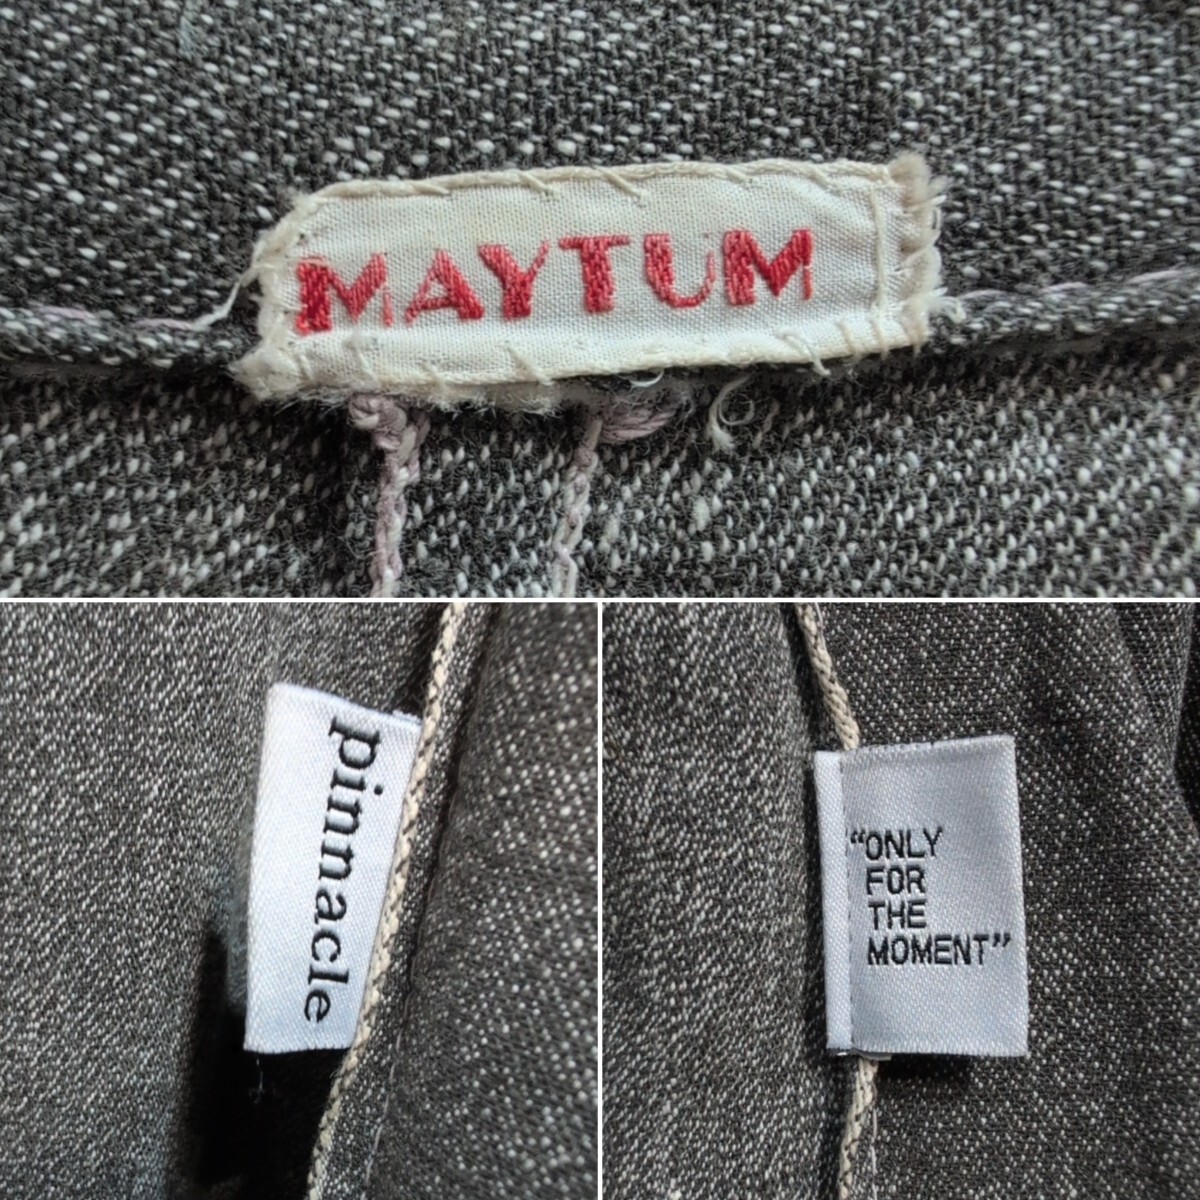 MAYTUM
pinnacle
“ONLY
FOR
THE
MOMENT”